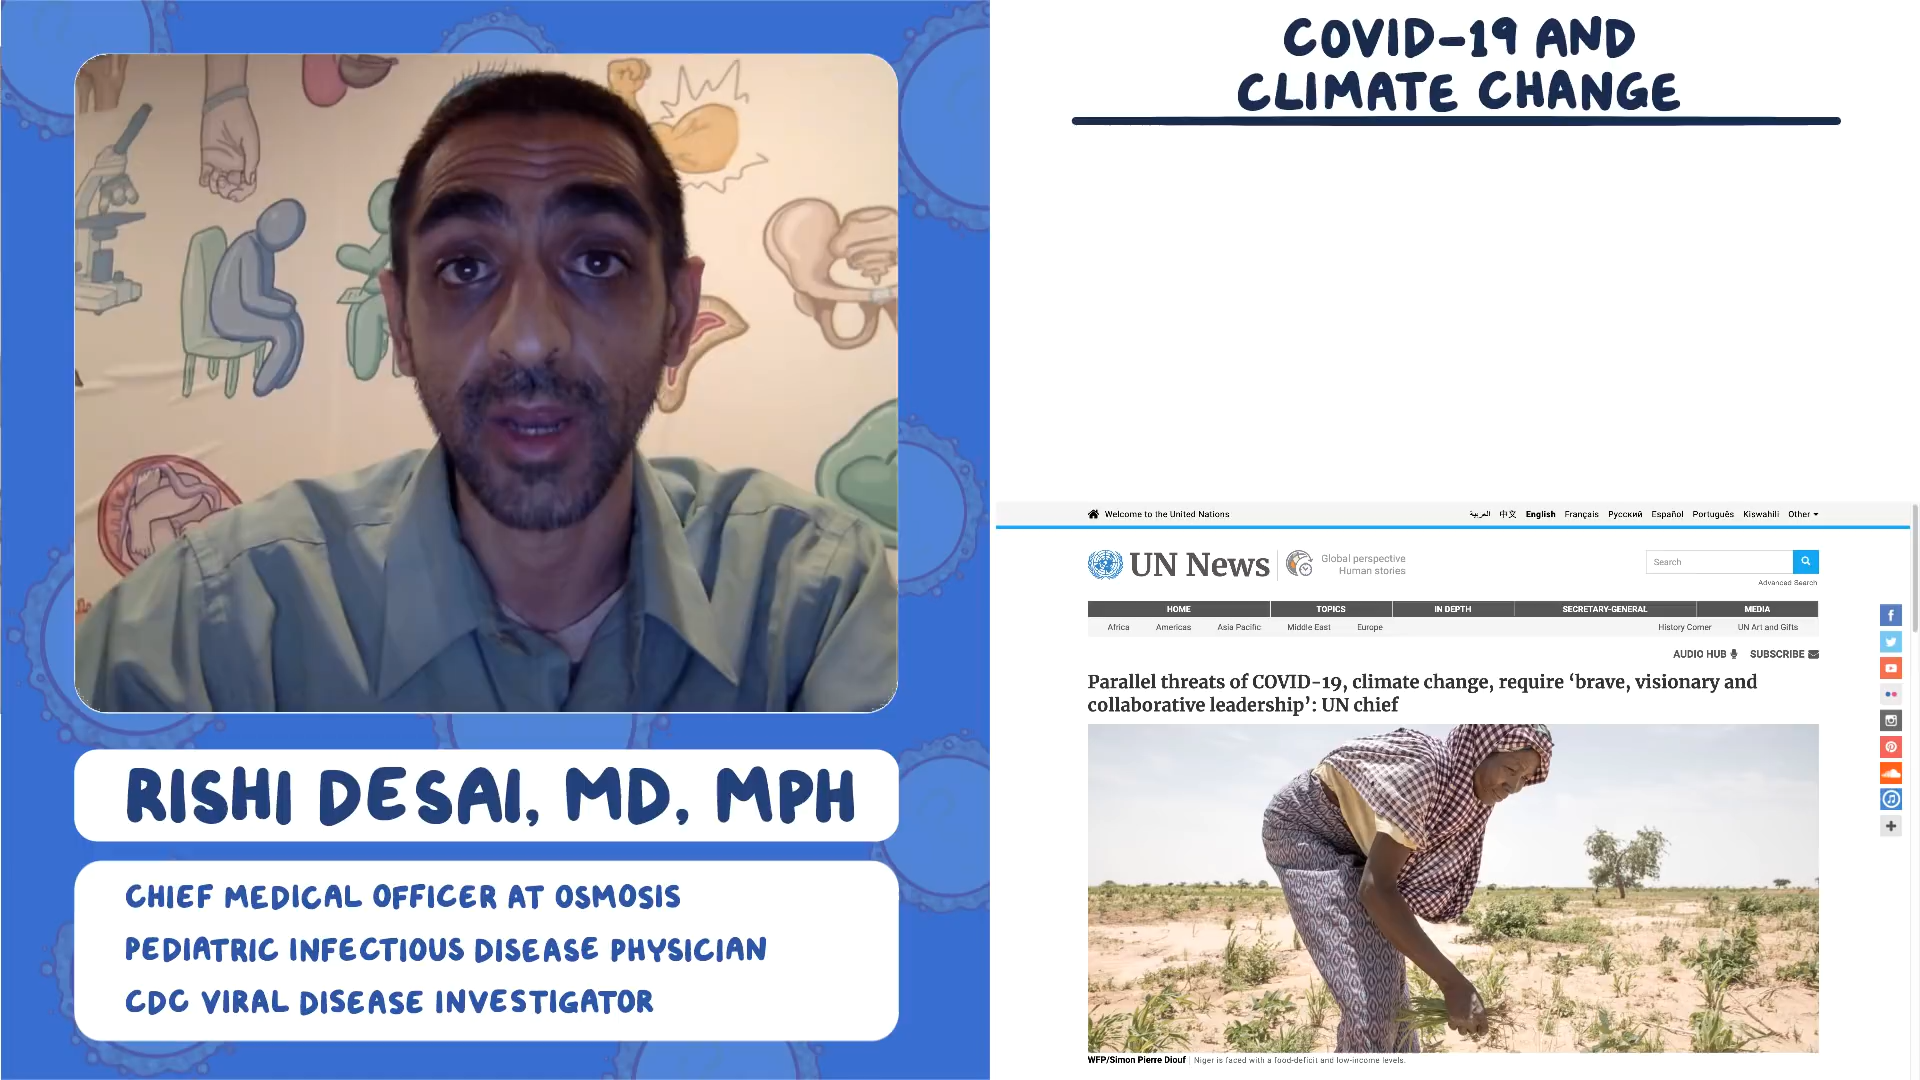 RISHI DESAI, MD, MPH
CHIEF MEDICAL OFFICER AT OSMOSIS
PEDIATRIC INFECTIOUS DISEASE PHYSICIAN
CDC VIRAL DISEASE INVESTIGATOR
COVID-19 AND
CLIMATE CHANGE
Welcome to the United Nations
العربية 中文 English Français Русский Español Português Kiswahili Other
UN News Global perspective
Human stories
Search
Advanced Search
HOME TOPICS IN DEPTH SECRETARY-GENERAL MEDIA
Africa Americas Asia Pacific Middle East Europe History Corner UN Art and Gifts
AUDIO HUB SUBSCRIBE
Parallel threats of COVID-19, climate change, require ‘brave, visionary and
collaborative leadership’: UN chief
WFP/Simon Pierre Diouf | Niger is faced with a food-deficit and low-income levels.